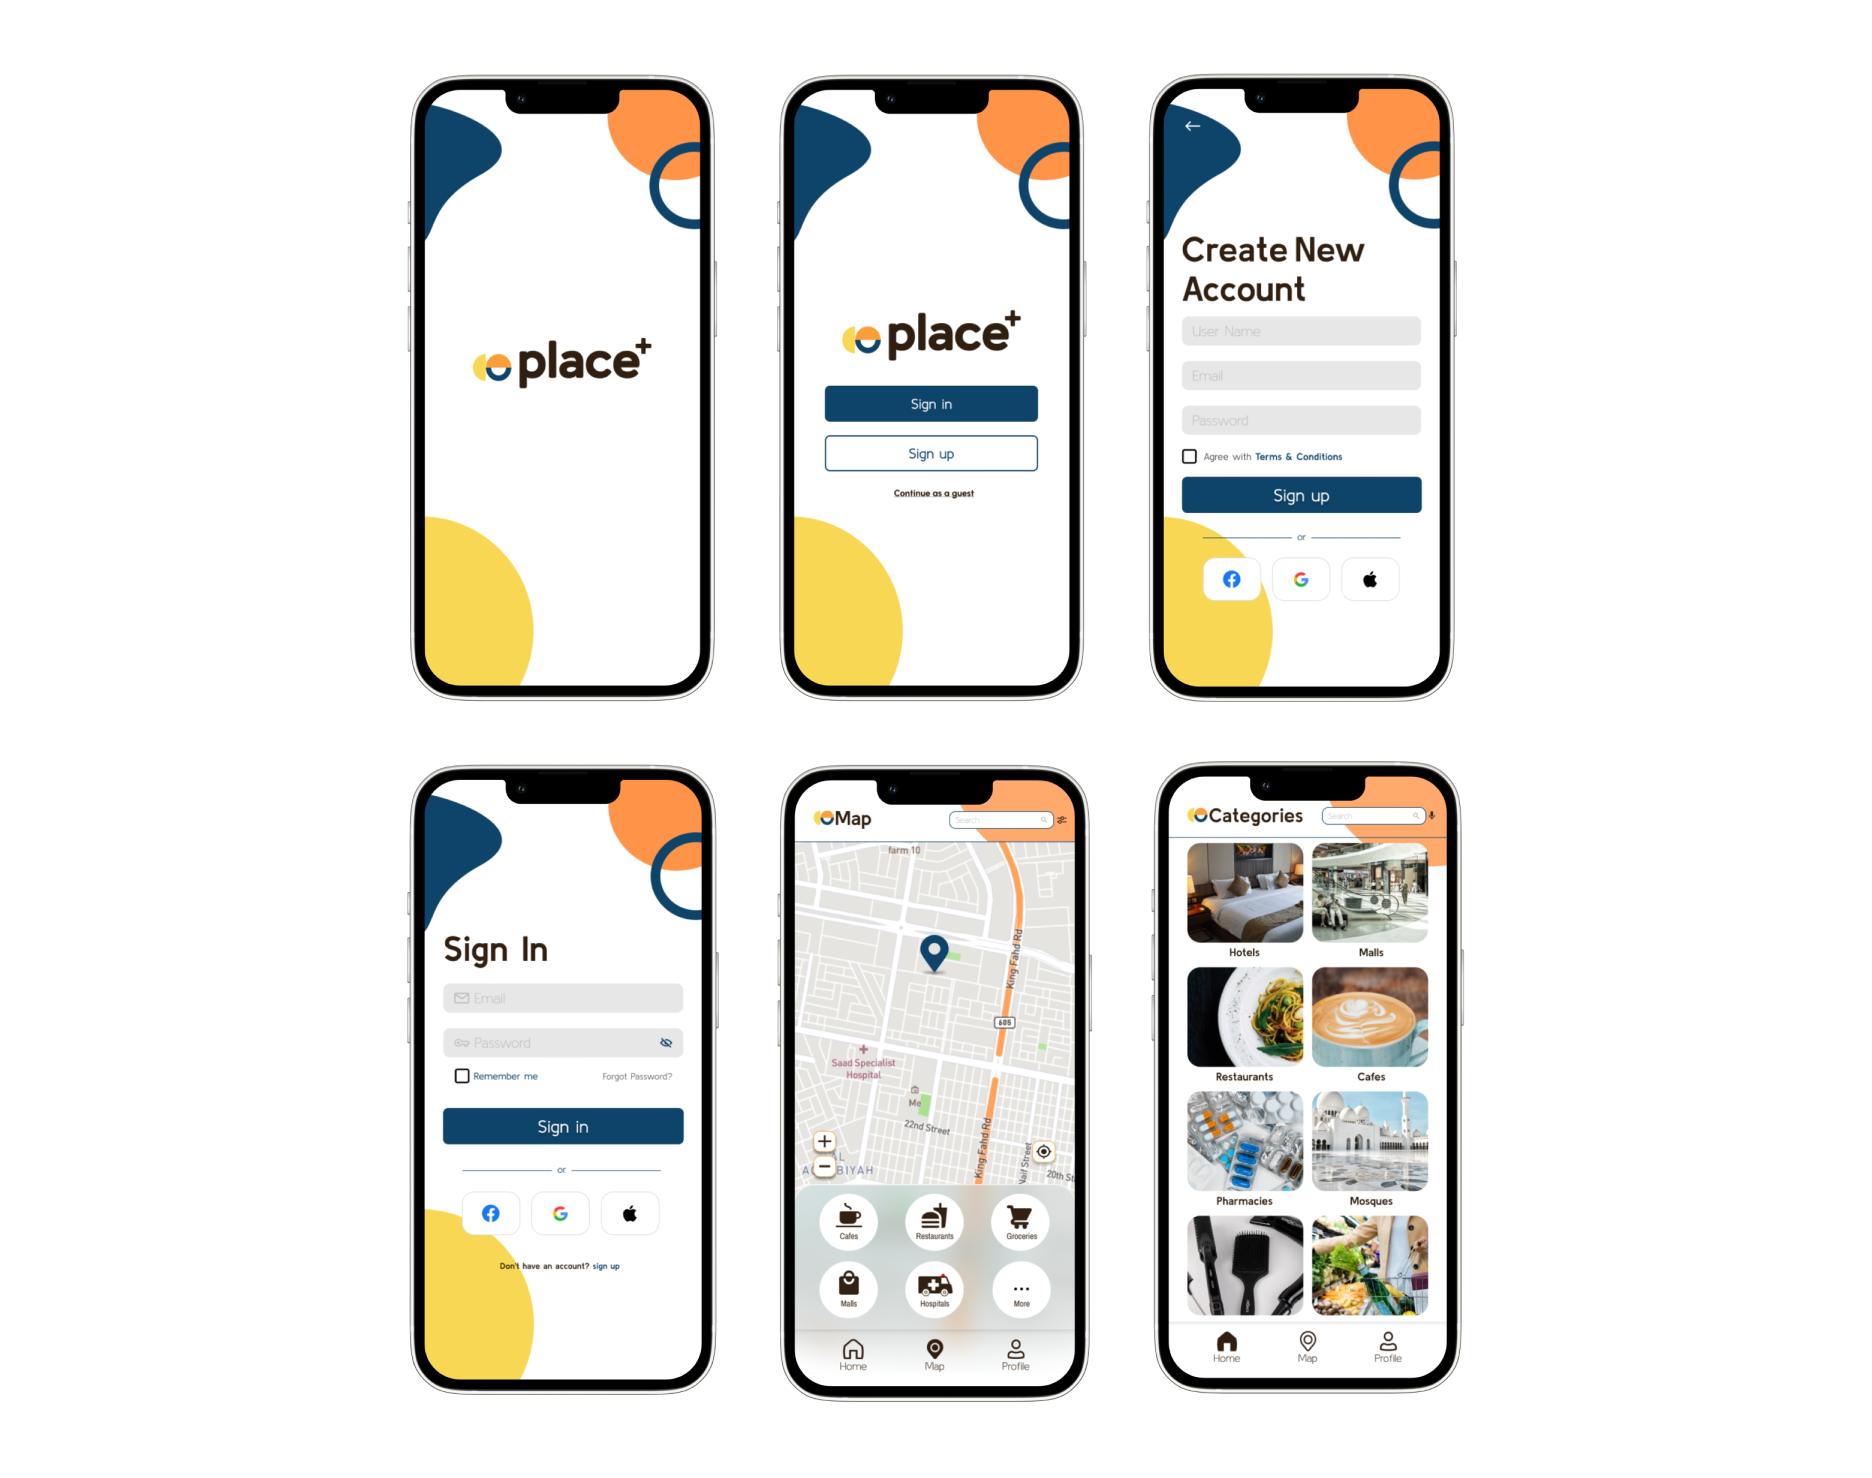 place+
place+
Sign in
Sign up
Continue as a guest
Create New
Account
User Name
Email
Password
Agree with Terms & Conditions
Sign up
or
Sign In
Email
Password
Remember me
Forgot Password?
Sign in
or
Don't have an account? sign up
Map
Search
farm 10
King Fahd Rd
605
Saad Specialist
Hospital
Me
22nd Street
King Fahd Rd
20th St
Cafes
Restaurants
Groceries
Malls
Hospitals
More
Home
Map
Profile
Categories
Search
Hotels
Malls
Restaurants
Cafes
Pharmacies
Mosques
Home
Map
Profile